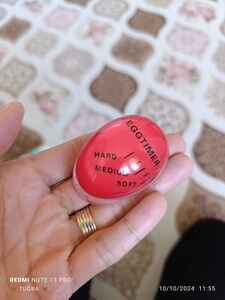 EGGTIMER
HARD
MEDIUM
SOFT
REDMI NOTE 13 PRO
TUĞBA
10/10/2024 11:55